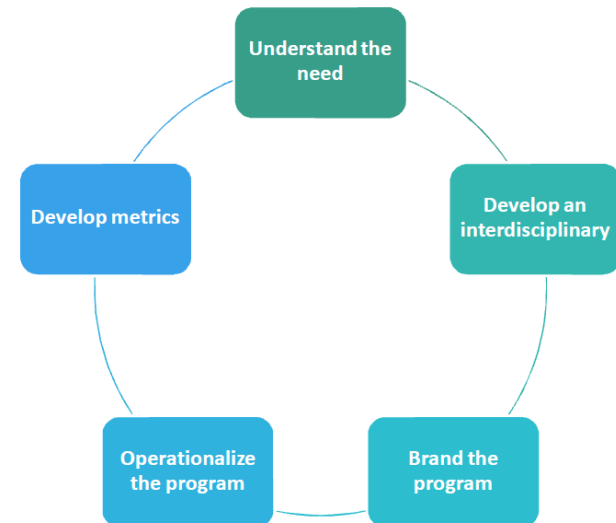 Understand the
need
Develop an
interdisciplinary
Brand the
program
Operationalize
the program
Develop metrics